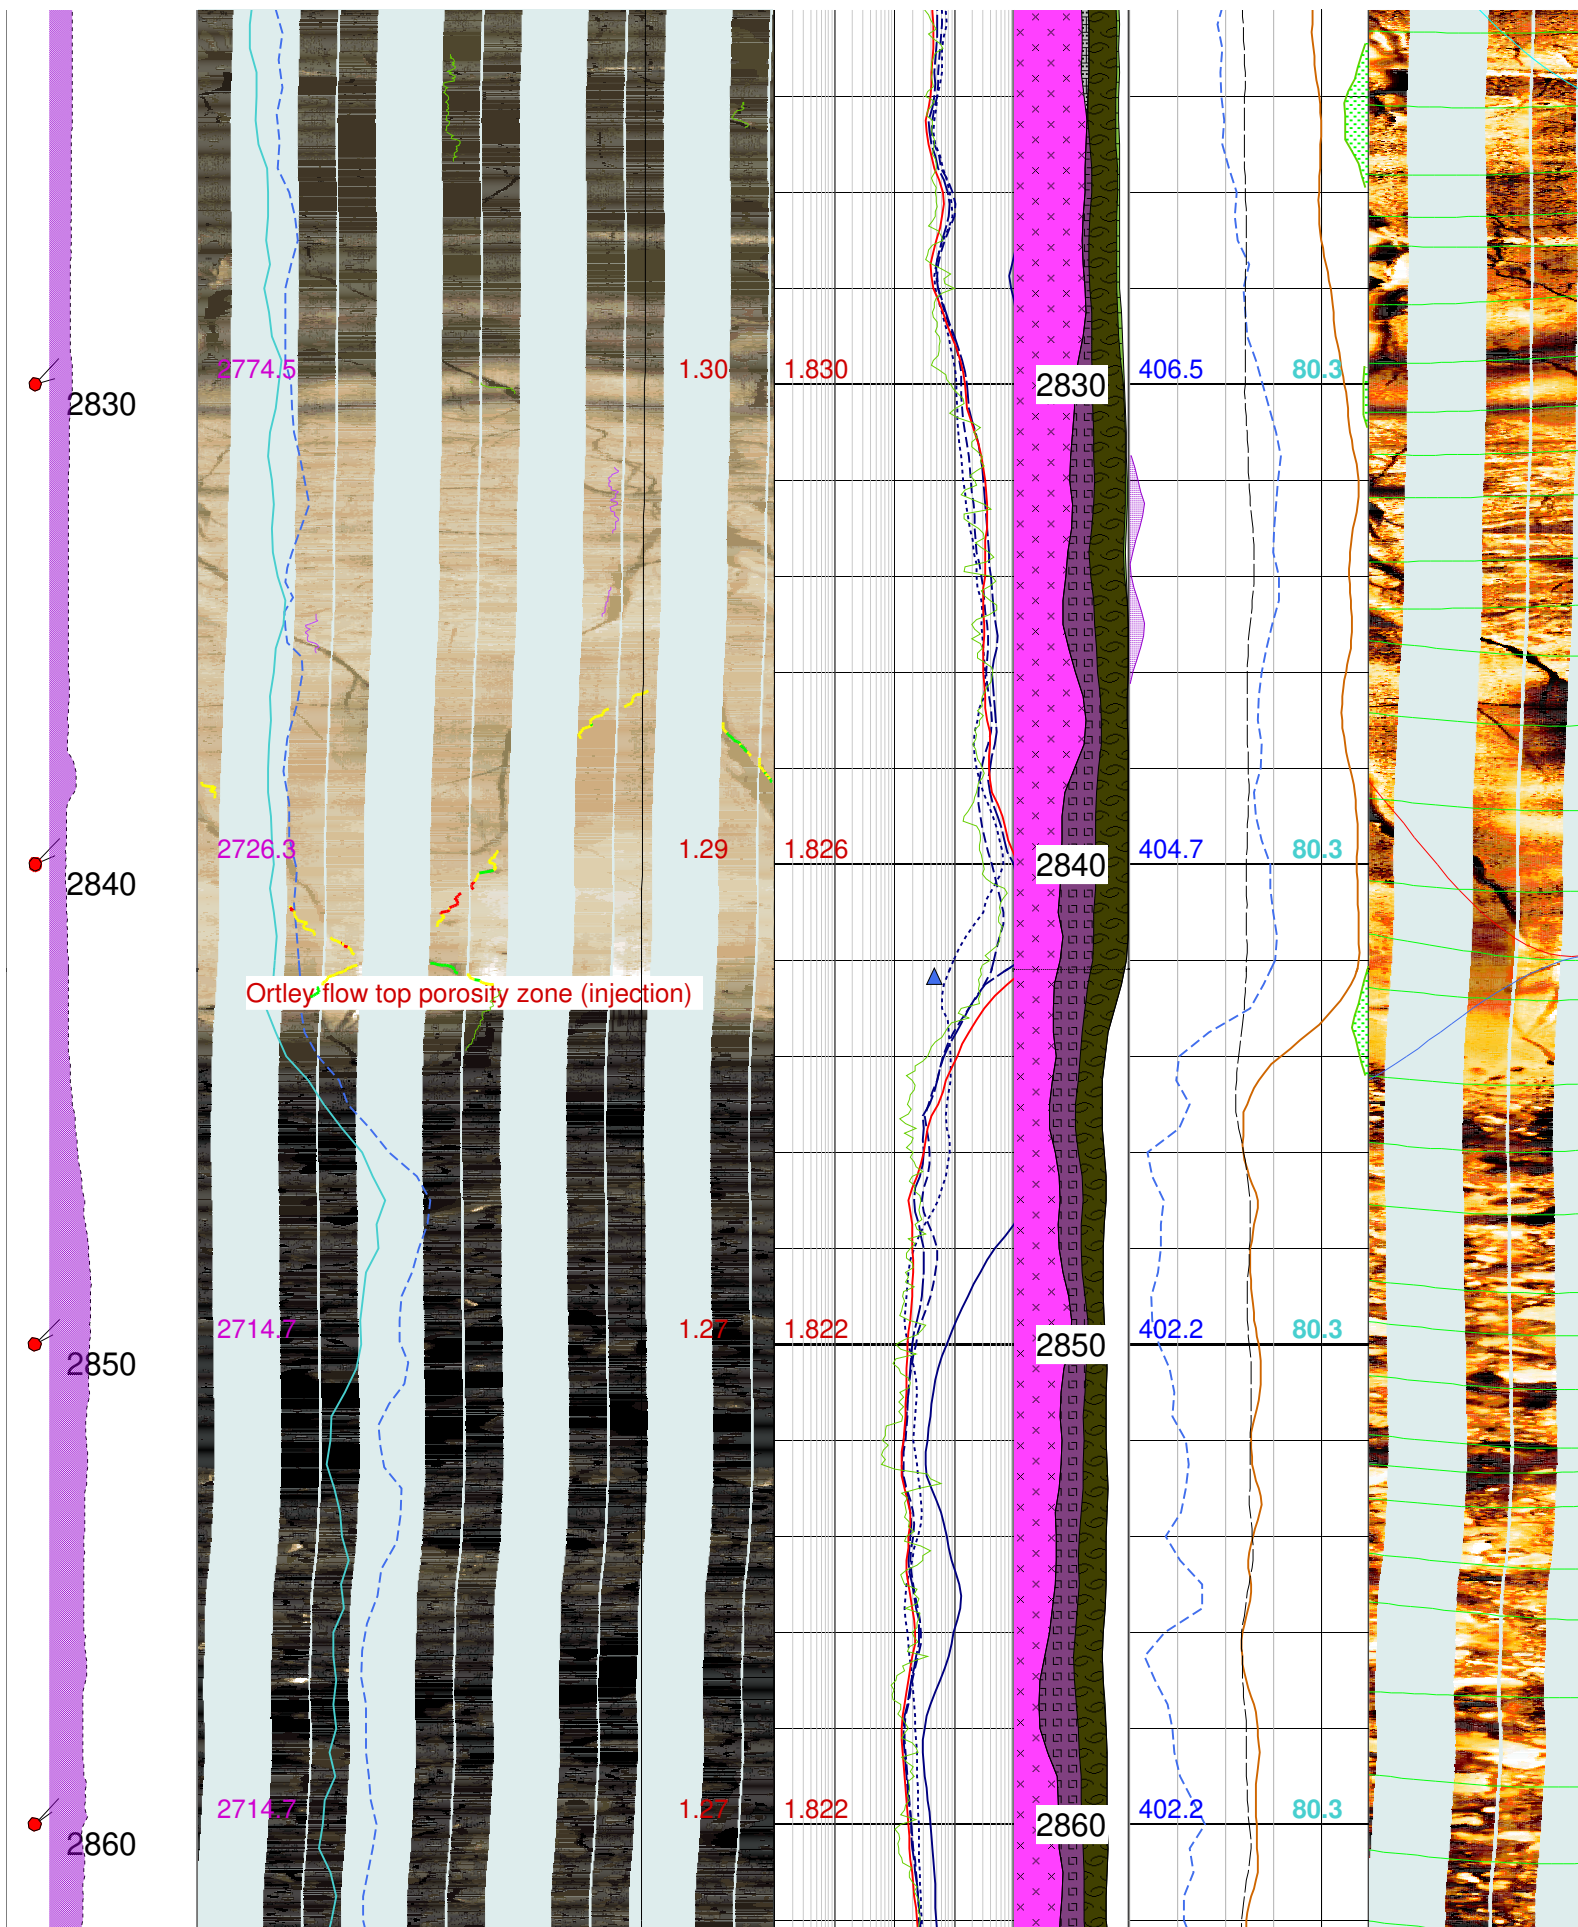 2774.5 1.30 1.830 2830 406.5 80.3
2830
2726.3 1.29 1.826 2840 404.7 80.3
2840
Ortley flow top porosity zone (injection)
2714.7 1.27 1.822 2850 402.2 80.3
2850
2714.7 1.27 1.822 2860 402.2 80.3
2860